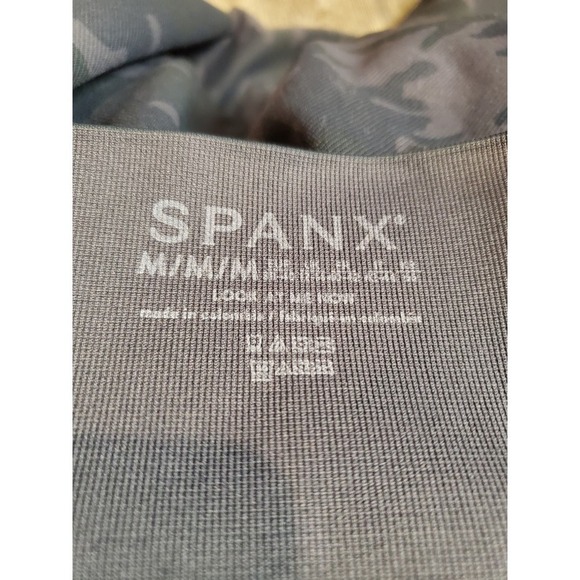 SPANX®
M/M/M
LOOK AT ME NOW
made in colombia / fabriqué en colombie